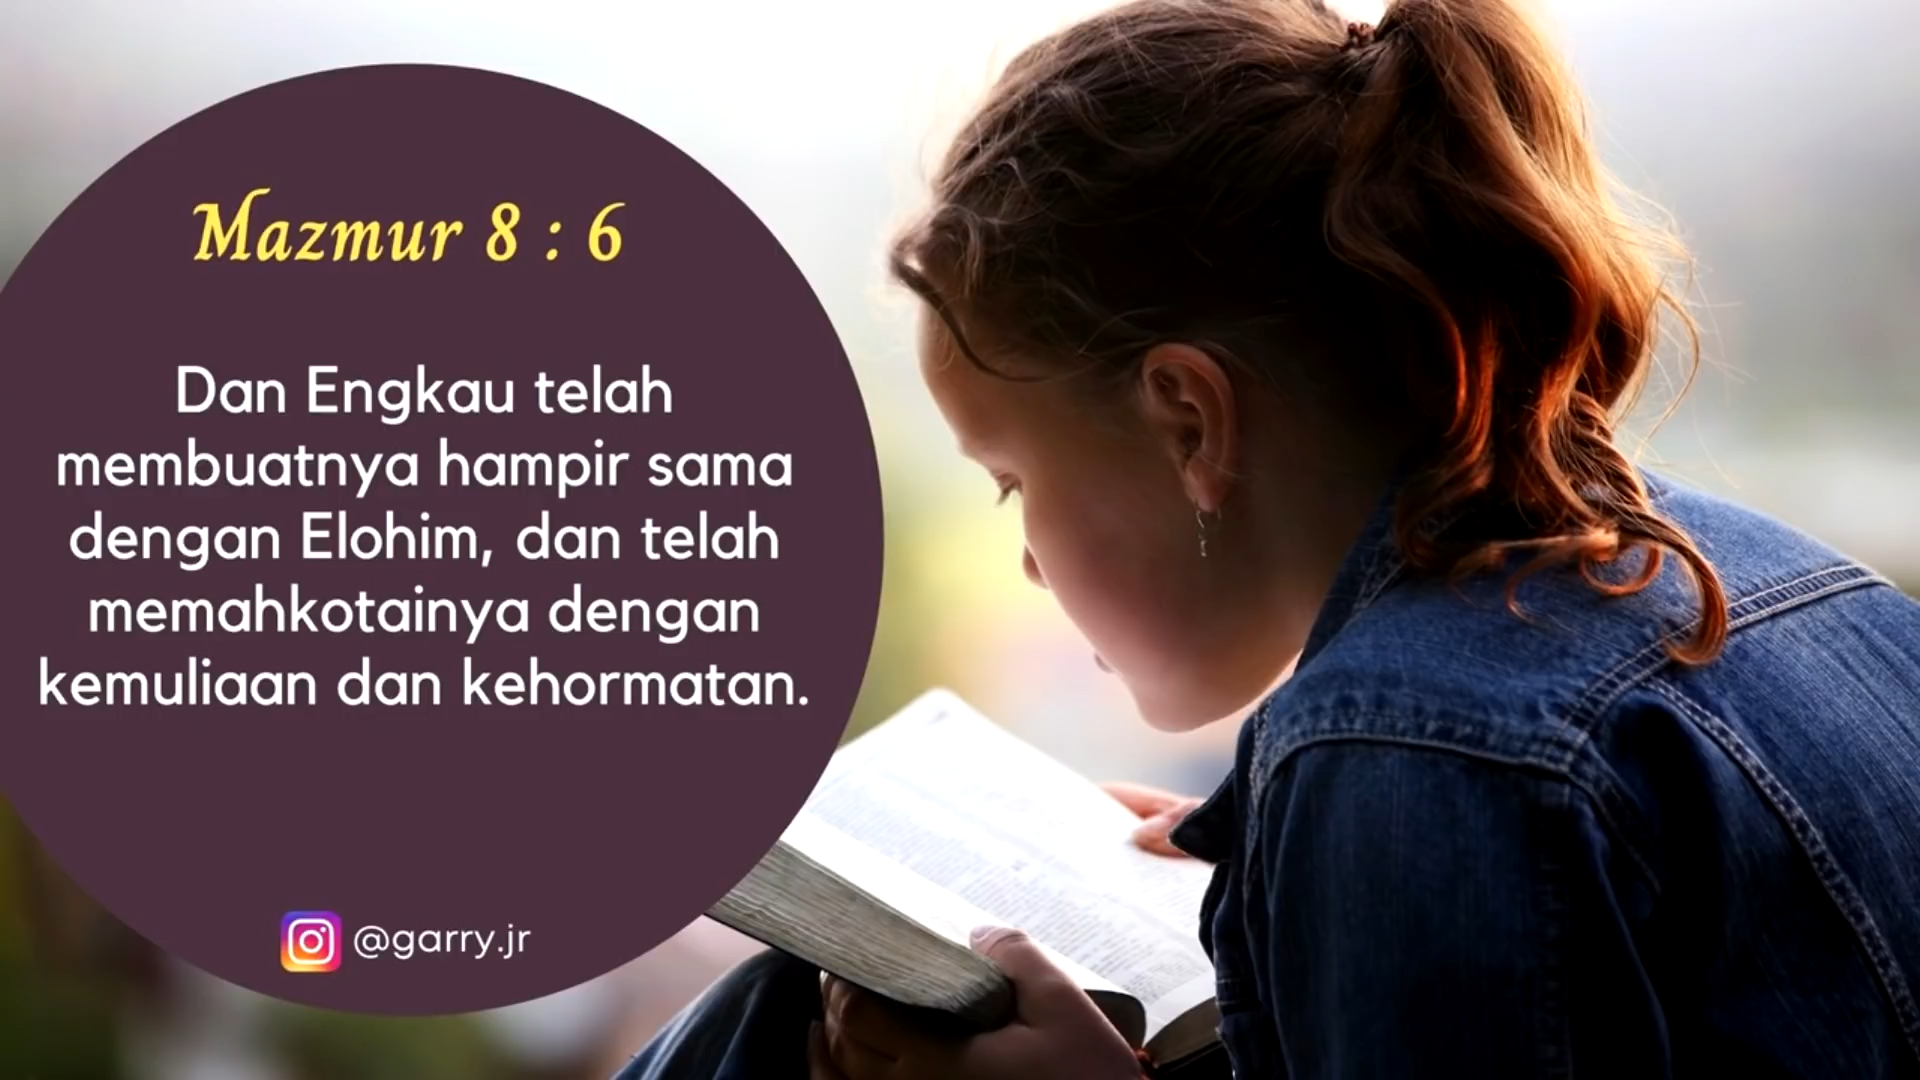 Mazmur 8 : 6
Dan Engkau telah
membuatnya hampir sama
dengan Elohim, dan telah
memahkotainya dengan
kemuliaan dan kehormatan.
@garry.jr